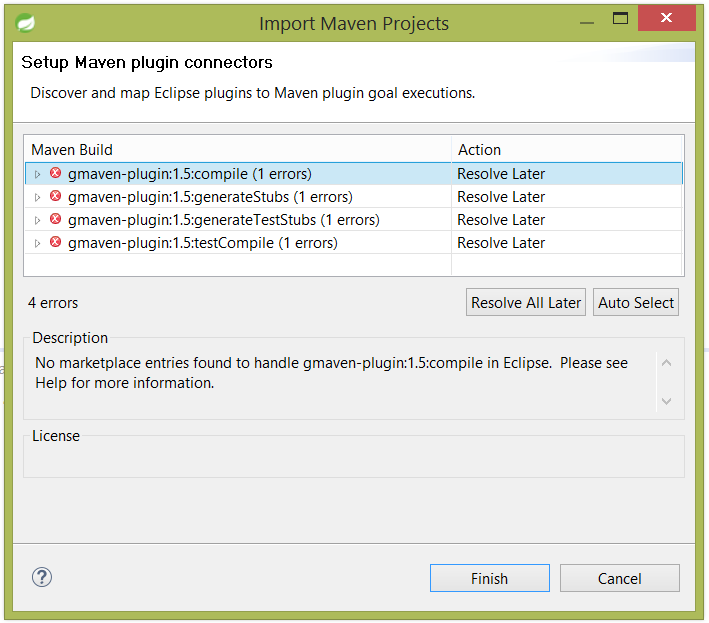 Import Maven Projects
Setup Maven plugin connectors
Discover and map Eclipse plugins to Maven plugin goal executions.
Maven Build Action
gmaven-plugin:1.5:compile (1 errors) Resolve Later
gmaven-plugin:1.5:generateStubs (1 errors) Resolve Later
gmaven-plugin:1.5:generateTestStubs (1 errors) Resolve Later
gmaven-plugin:1.5:testCompile (1 errors) Resolve Later
4 errors Resolve All Later Auto Select
Description
No marketplace entries found to handle gmaven-plugin:1.5:compile in Eclipse.  Please see
Help for more information.
License
Finish Cancel